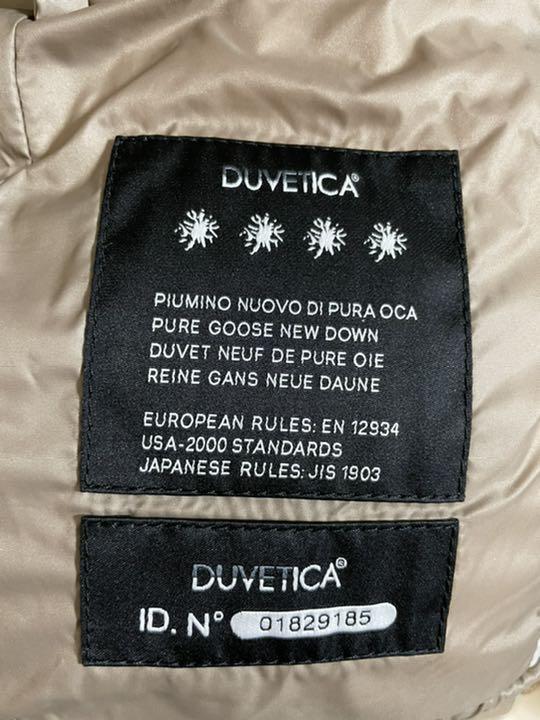 DUVETICA®
PIUMINO NUOVO DI PURA OCA
PURE GOOSE NEW DOWN
DUVET NEUF DE PURE OIE
REINE GANS NEUE DAUNE
EUROPEAN RULES: EN 12934
USA-2000 STANDARDS
JAPANESE RULES: JIS 1903
DUVETICA®
ID. N° 01829185